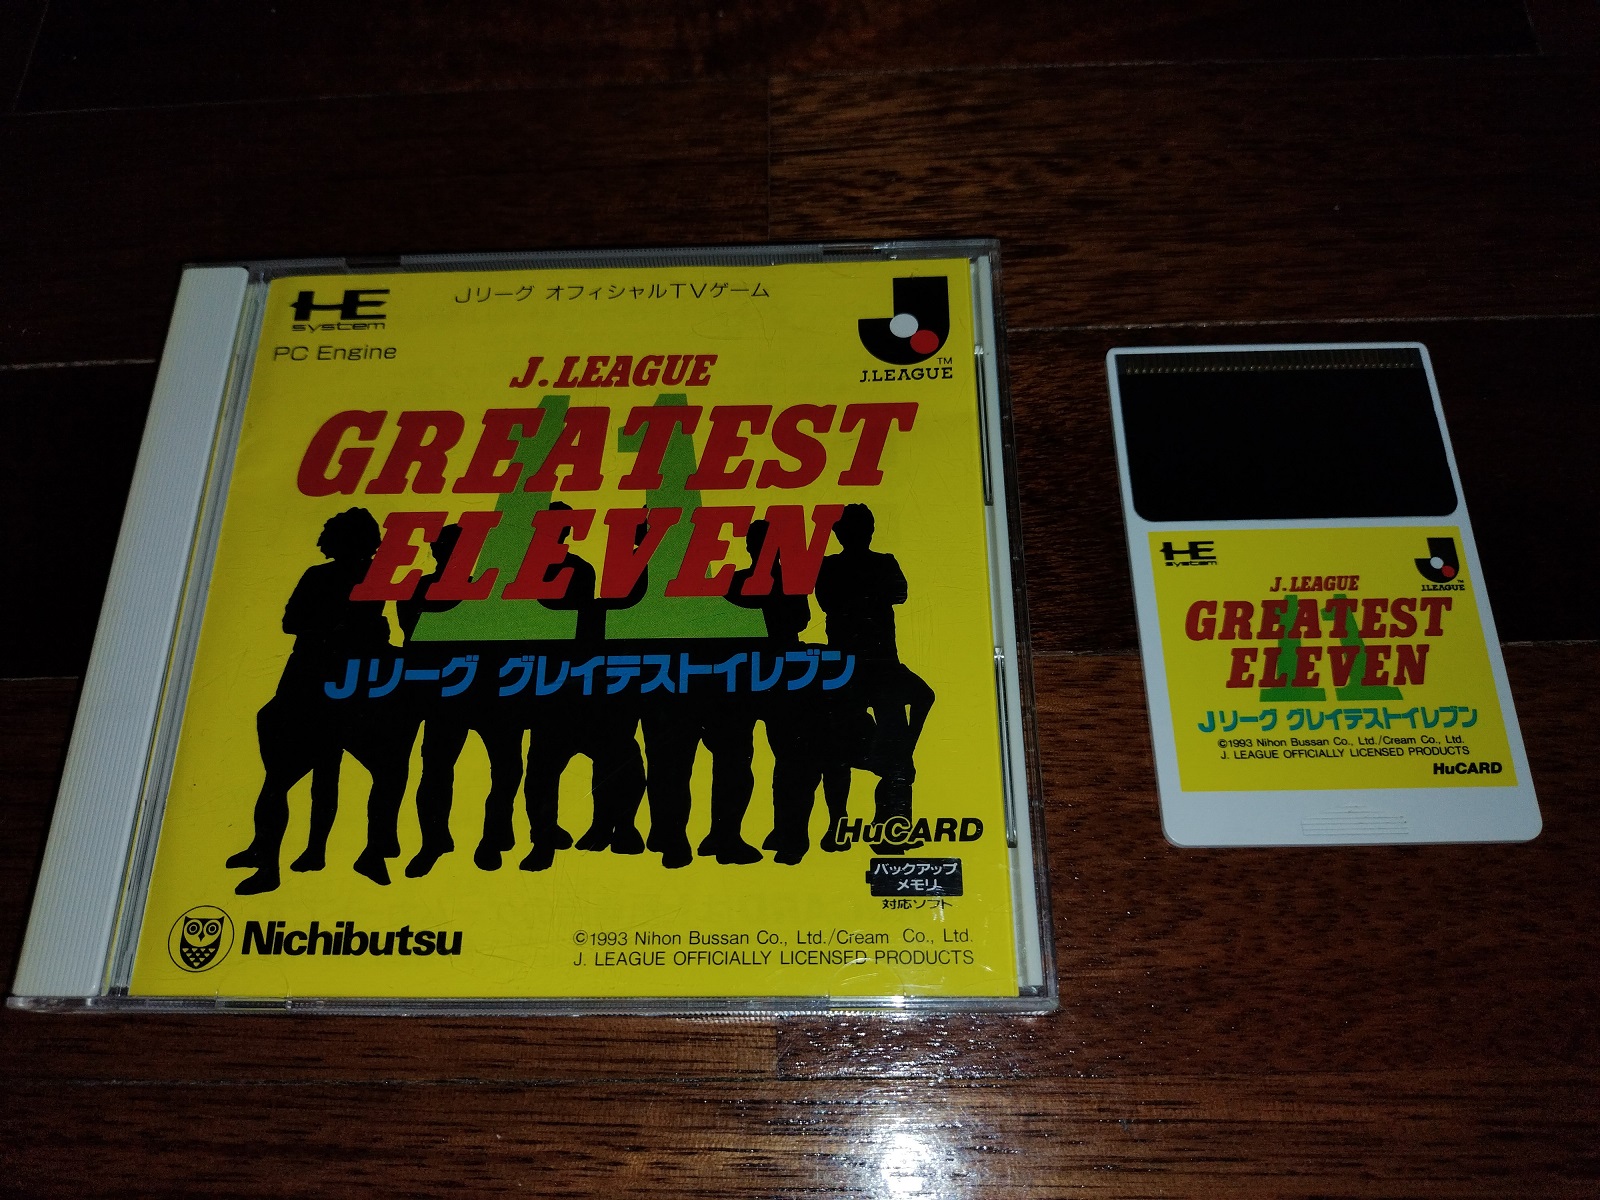 HE
system
PC Engine
Jリーグ オフィシャルTVゲーム
TM
J.LEAGUE
J.LEAGUE
11
GREATEST
ELEVEN
Jリーグ グレイテストイレブン
HuCARD
バックアップ
メモリ
対応ソフト
Nichibutsu
©1993 Nihon Bussan Co., Ltd./Cream Co., Ltd.
J. LEAGUE OFFICIALLY LICENSED PRODUCTS
HE
system
TM
J.LEAGUE
J.LEAGUE
11
GREATEST
ELEVEN
Jリーグ グレイテストイレブン
©1993 Nihon Bussan Co., Ltd./Cream Co., Ltd.
J. LEAGUE OFFICIALLY LICENSED PRODUCTS
HuCARD